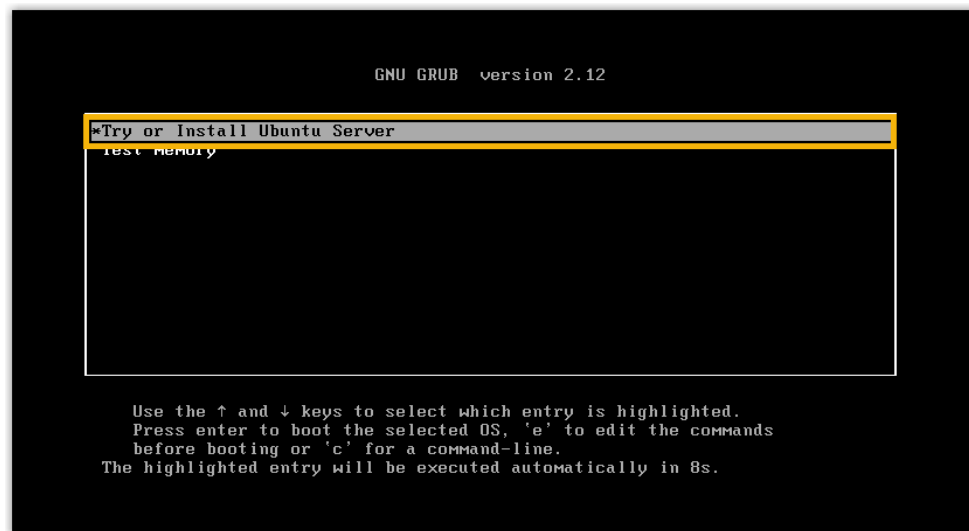 GNU GRUB version 2.12
*Try or Install Ubuntu Server
Test memory
Use the ↑ and ↓ keys to select which entry is highlighted.
Press enter to boot the selected OS, `e' to edit the commands
before booting or `c' for a command-line.
The highlighted entry will be executed automatically in 8s.